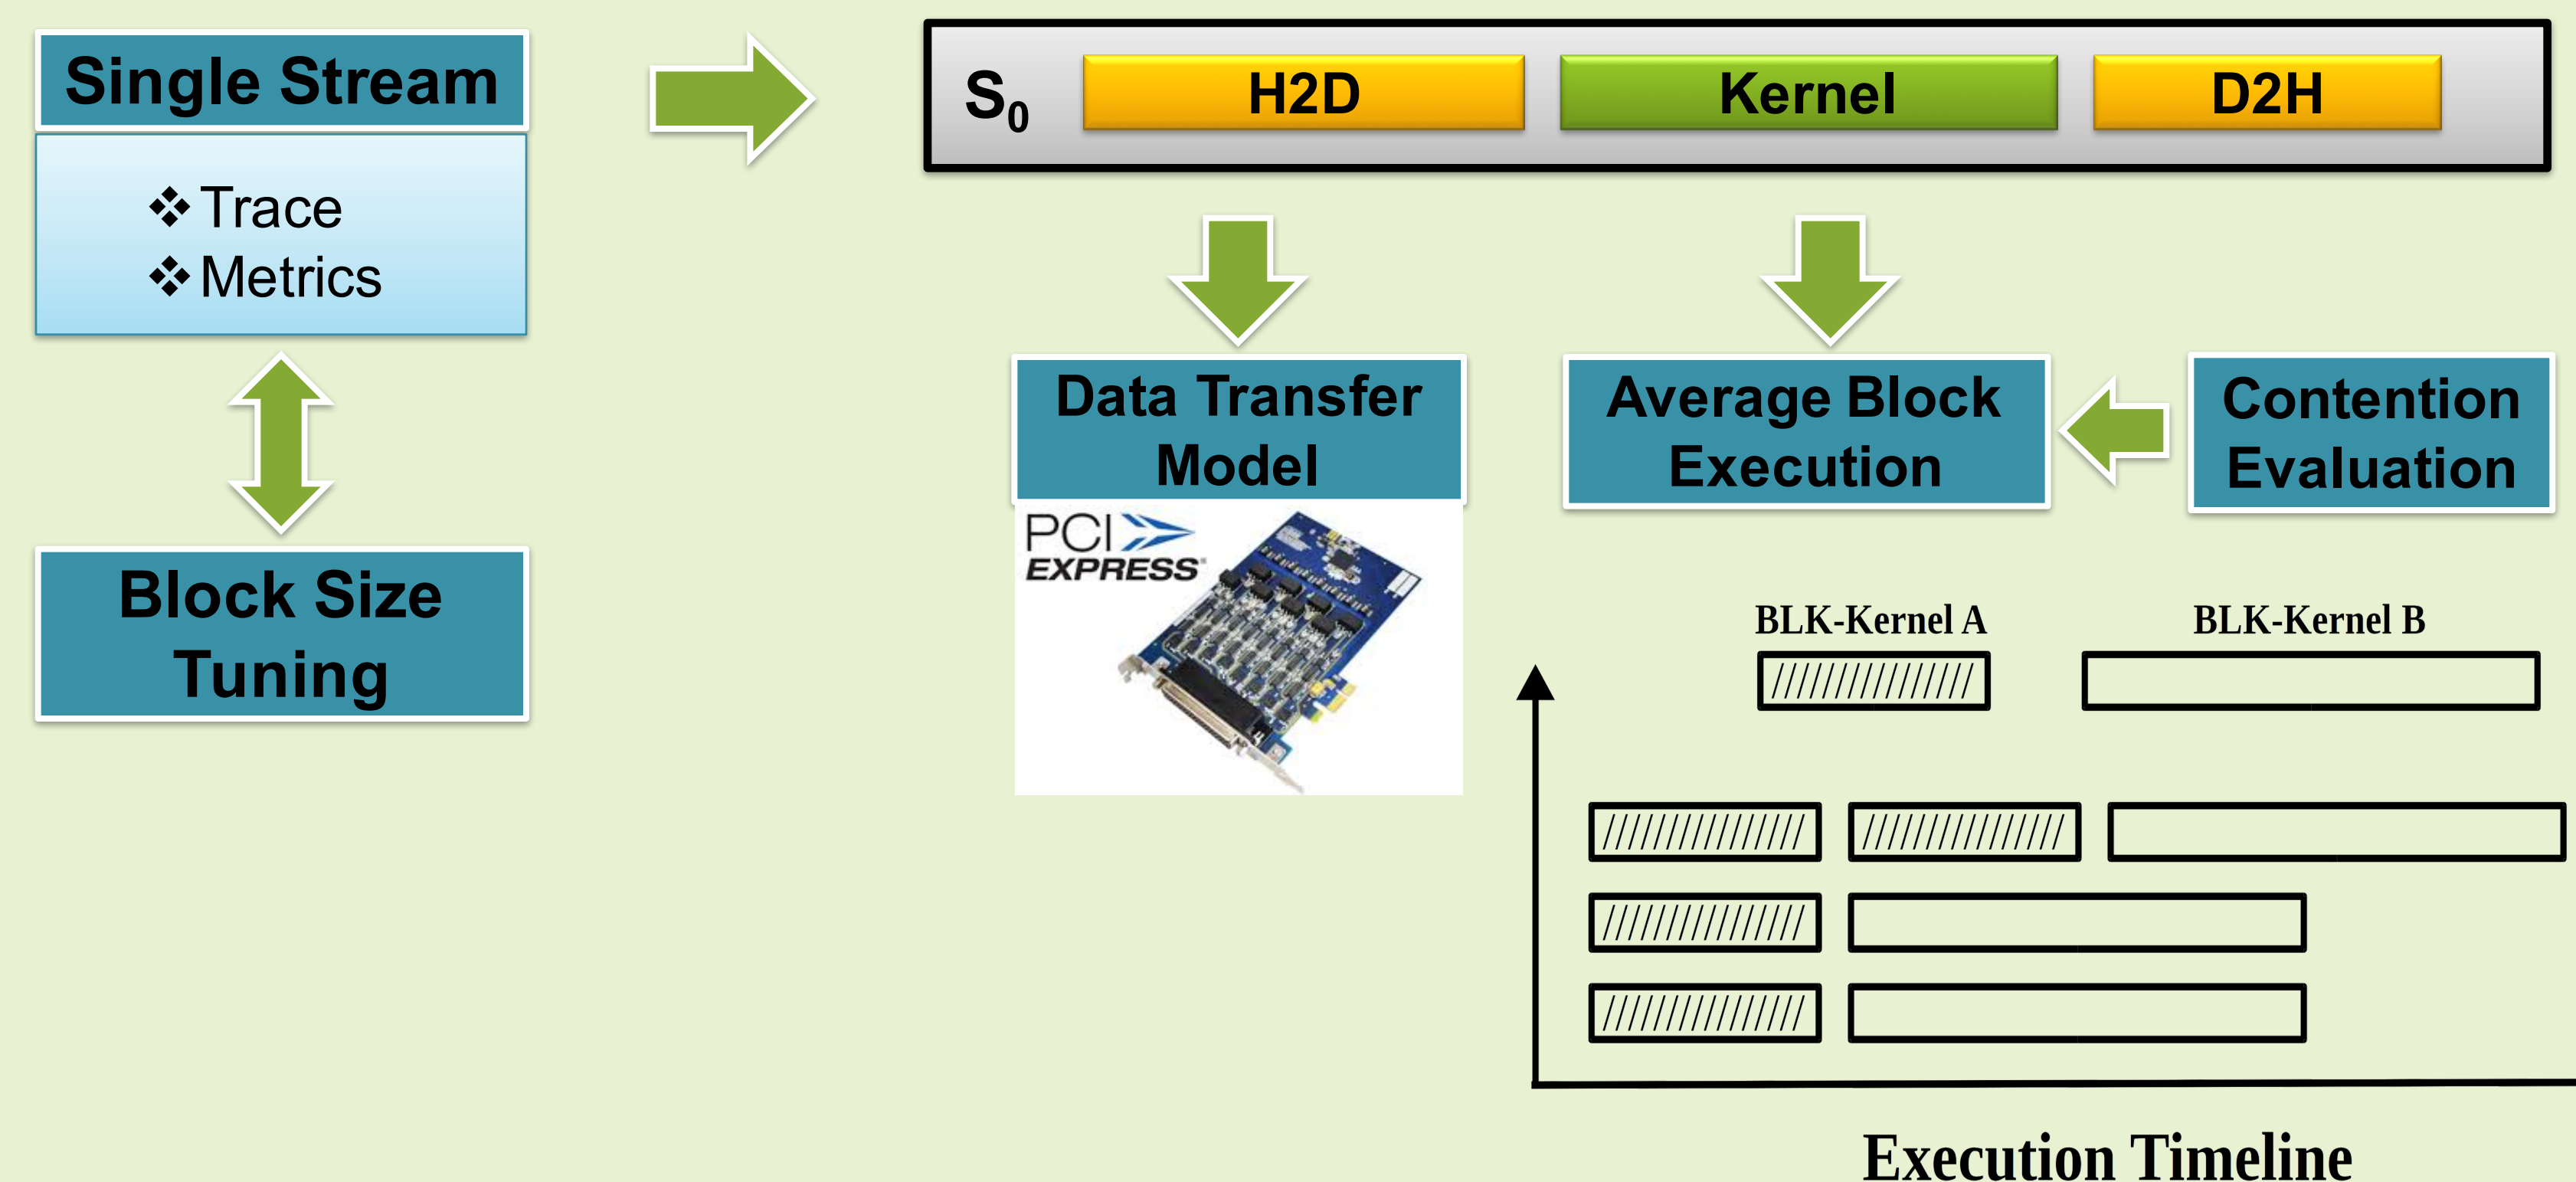 Single Stream
❖ Trace
❖ Metrics
Block Size
Tuning
S₀ H2D Kernel D2H
Data Transfer
Model
PCI
EXPRESS®
Average Block
Execution
Contention
Evaluation
BLK-Kernel A BLK-Kernel B
Execution Timeline